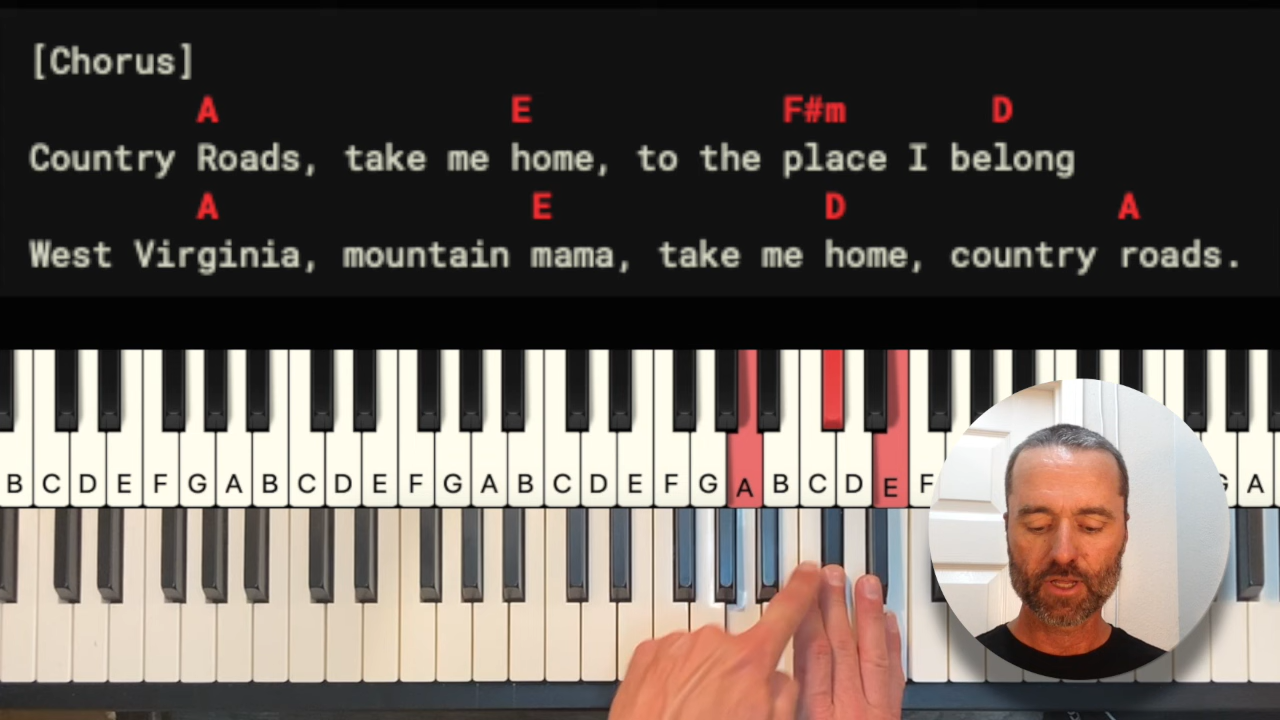 [Chorus]
A E F#m D
Country Roads, take me home, to the place I belong
A E D A
West Virginia, mountain mama, take me home, country roads.
B C D E F G A B C D E F G A B C D E F G A B C D E F G A